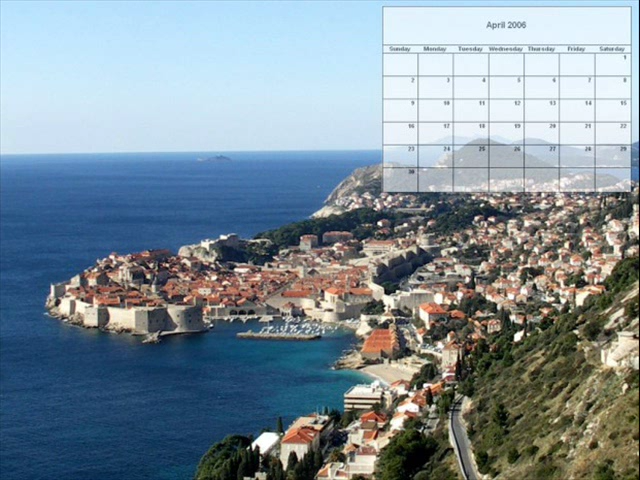 April 2006
Sunday Monday Tuesday Wednesday Thursday Friday Saturday
1
2 3 4 5 6 7 8
9 10 11 12 13 14 15
16 17 18 19 20 21 22
23 24 25 26 27 28 29
30